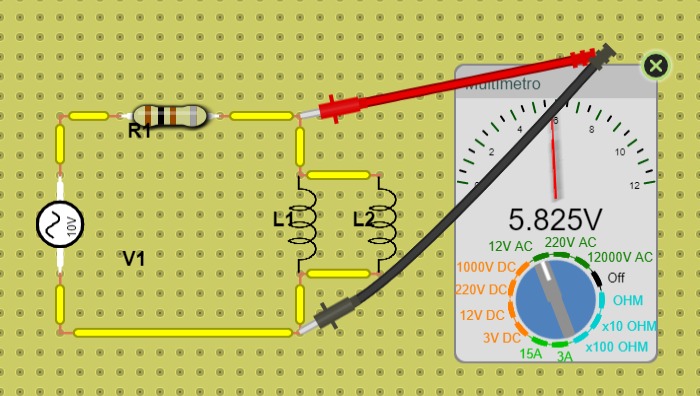 Multimetro
2
4
6
8
10
12
R1
10V
V1
L1
L2
5.825V
12V AC
220V AC
12000V AC
1000V DC
Off
220V DC
OHM
12V DC
x10 OHM
3V DC
x100 OHM
15A
3A